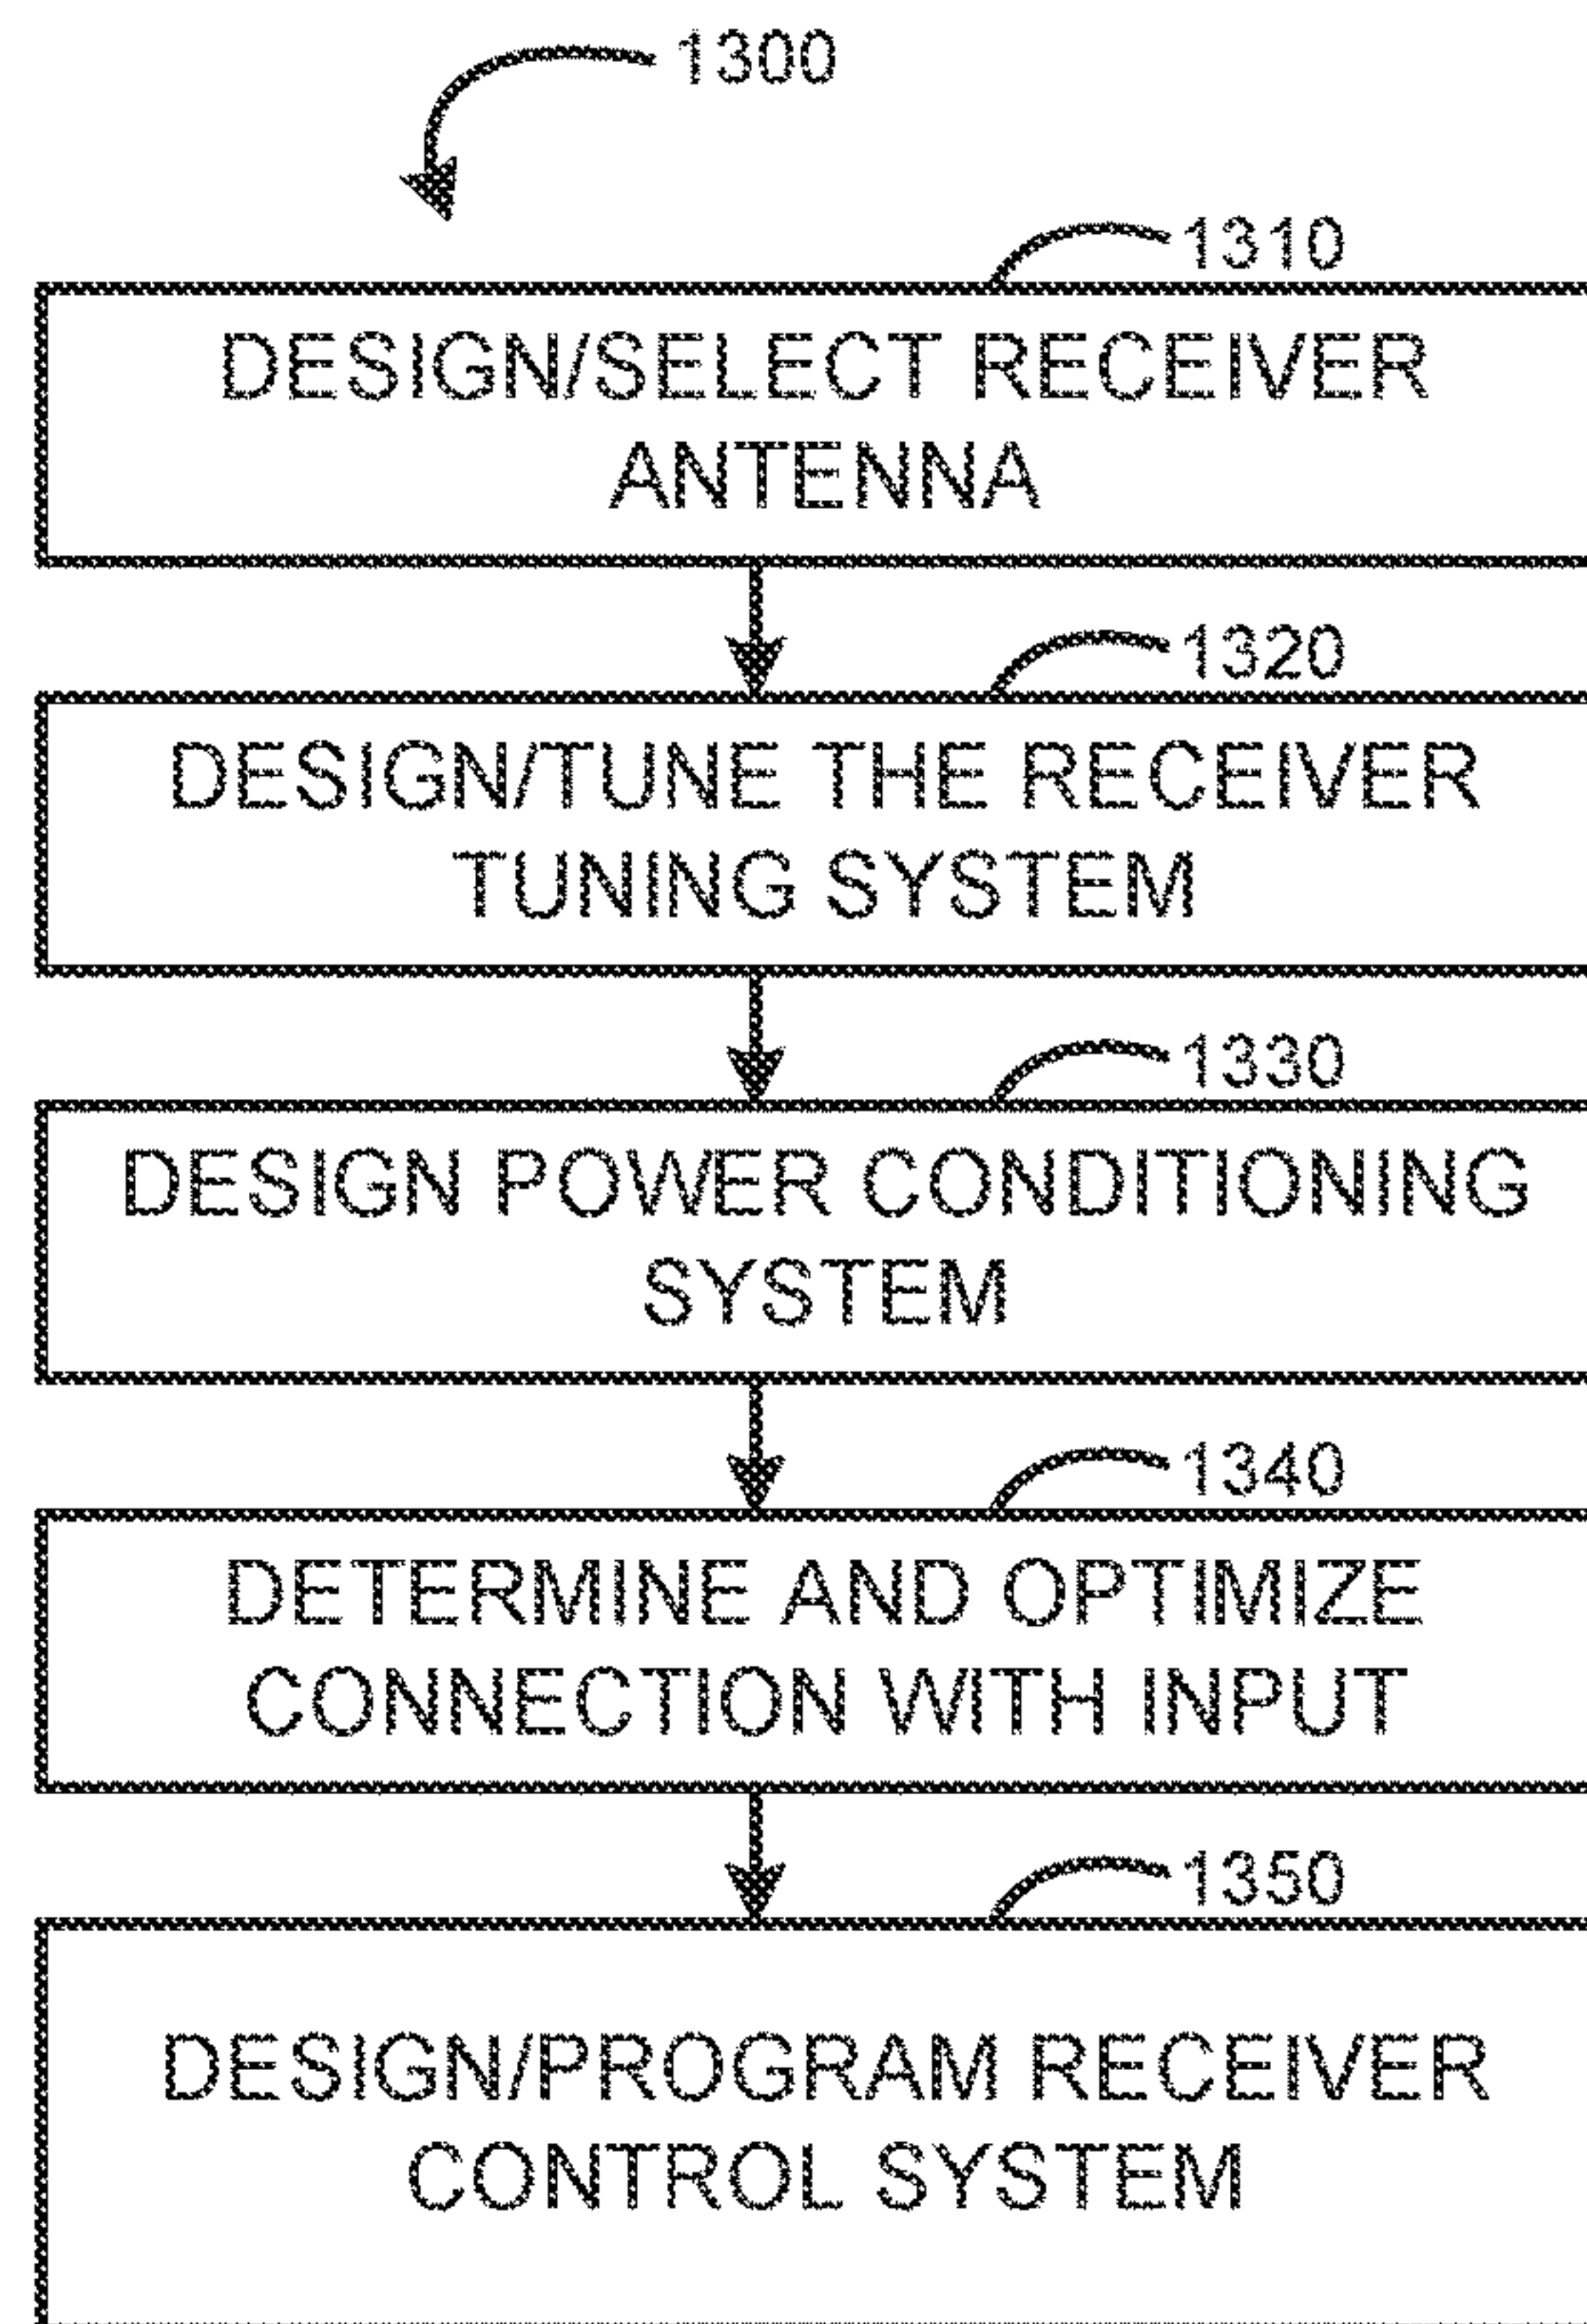 1300
1310
DESIGN/SELECT RECEIVER
ANTENNA
1320
DESIGN/TUNE THE RECEIVER
TUNING SYSTEM
1330
DESIGN POWER CONDITIONING
SYSTEM
1340
DETERMINE AND OPTIMIZE
CONNECTION WITH INPUT
1350
DESIGN/PROGRAM RECEIVER
CONTROL SYSTEM